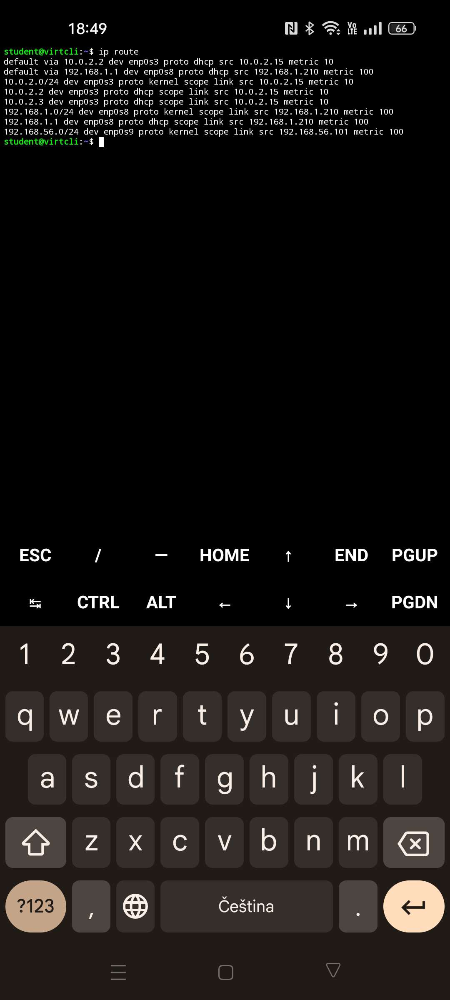 18:49 Vo LTE 66
student@virtcli:~$ ip route
default via 10.0.2.2 dev enp0s3 proto dhcp src 10.0.2.15 metric 10
default via 192.168.1.1 dev enp0s8 proto dhcp src 192.168.1.210 metric 100
10.0.2.0/24 dev enp0s3 proto kernel scope link src 10.0.2.15 metric 10
10.0.2.2 dev enp0s3 proto dhcp scope link src 10.0.2.15 metric 10
10.0.2.3 dev enp0s3 proto dhcp scope link src 10.0.2.15 metric 10
192.168.1.0/24 dev enp0s8 proto kernel scope link src 192.168.1.210 metric 100
192.168.1.1 dev enp0s8 proto dhcp scope link src 192.168.1.210 metric 100
192.168.56.0/24 dev enp0s9 proto kernel scope link src 192.168.56.101 metric 100
student@virtcli:~$
ESC / — HOME ↑ END PGUP
↹ CTRL ALT ← ↓ → PGDN
1 2 3 4 5 6 7 8 9 0
q w e r t y u i o p
a s d f g h j k l
z x c v b n m
?123 , Čeština .